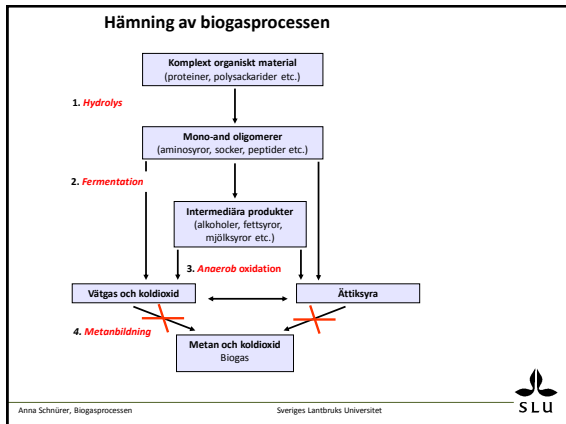 Hämning av biogasprocessen
Komplext organiskt material
(proteiner, polysackarider etc.)
1. Hydrolys
Mono-and oligomerer
(aminosyror, socker, peptider etc.)
2. Fermentation
Intermediära produkter
(alkoholer, fettsyror,
mjölksyror etc.)
3. Anaerob oxidation
Vätgas och koldioxid
Ättiksyra
4. Metanbildning
Metan och koldioxid
Biogas
Anna Schnürer, Biogasprocessen
Sveriges Lantbruks Universitet
SLU